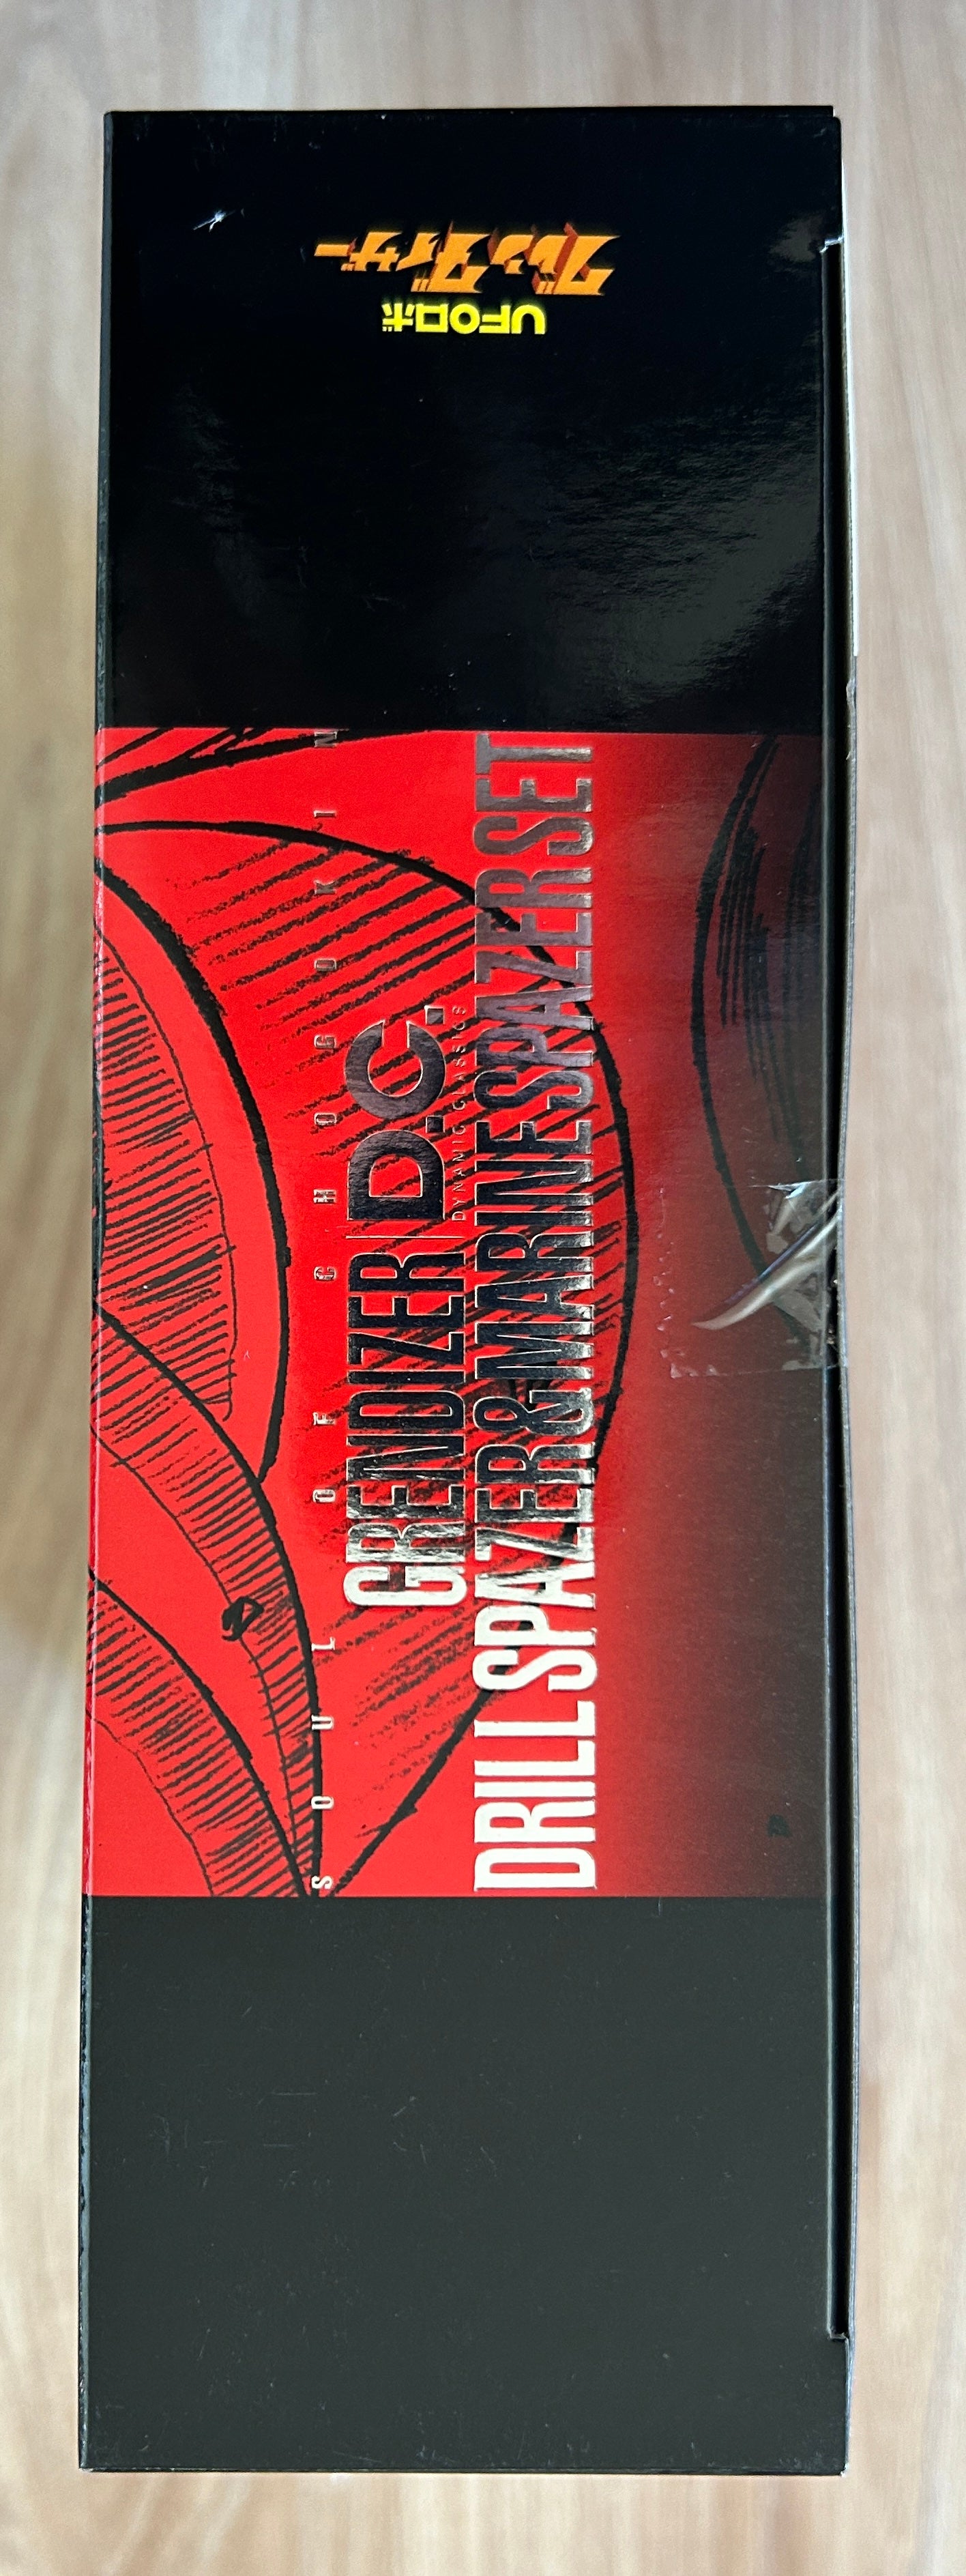 UFOロボ
グレンダイザー
SOUL OF CHOGOKIN
GRENDIZER D.C.
DYNAMIC CLASSICS
DRILL SPAZER & MARINE SPAZER SET